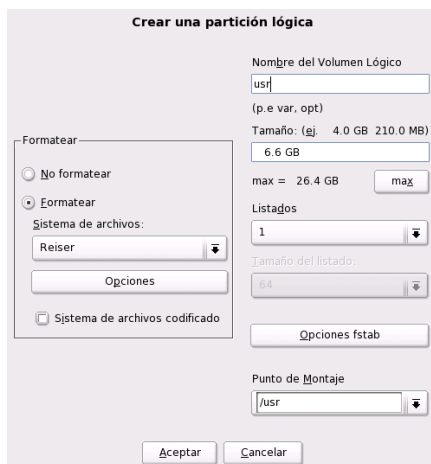 Crear una partición lógica
Formatear
No formatear
Formatear
Sistema de archivos:
Reiser
Opciones
Sistema de archivos codificado
Nombre del Volumen Lógico
usr
(p.e var, opt)
Tamaño: (ej. 4.0 GB 210.0 MB)
6.6 GB
max = 26.4 GB
max
Listados
1
Tamaño del listado:
64
Opciones fstab
Punto de Montaje
/usr
Aceptar
Cancelar